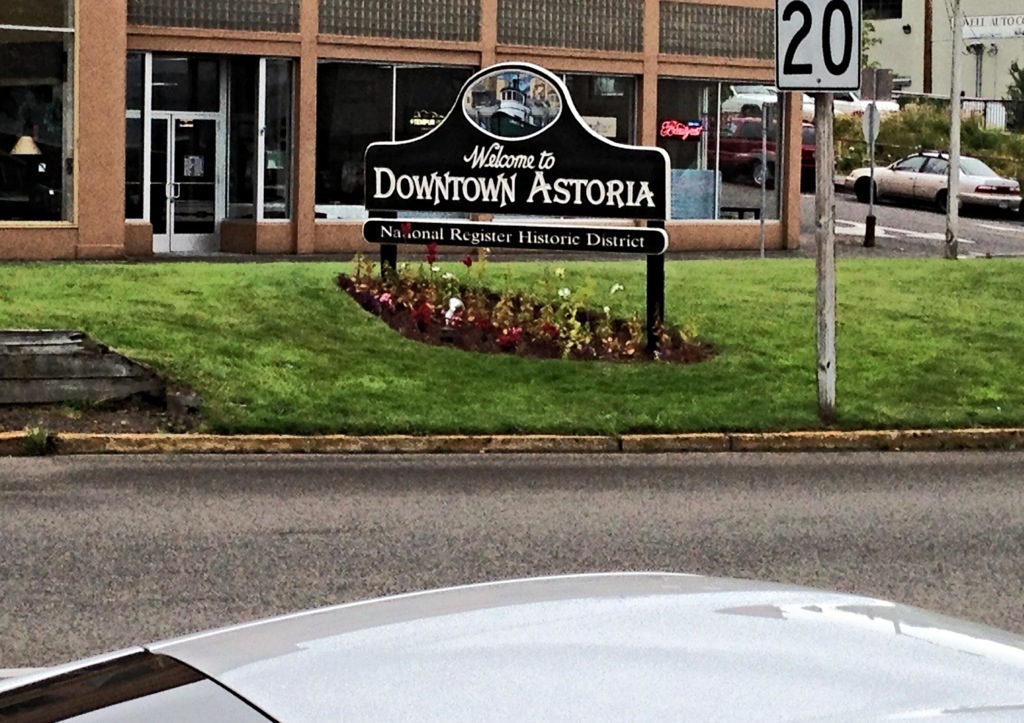 20
Welcome to
DOWNTOWN ASTORIA
National Register Historic District